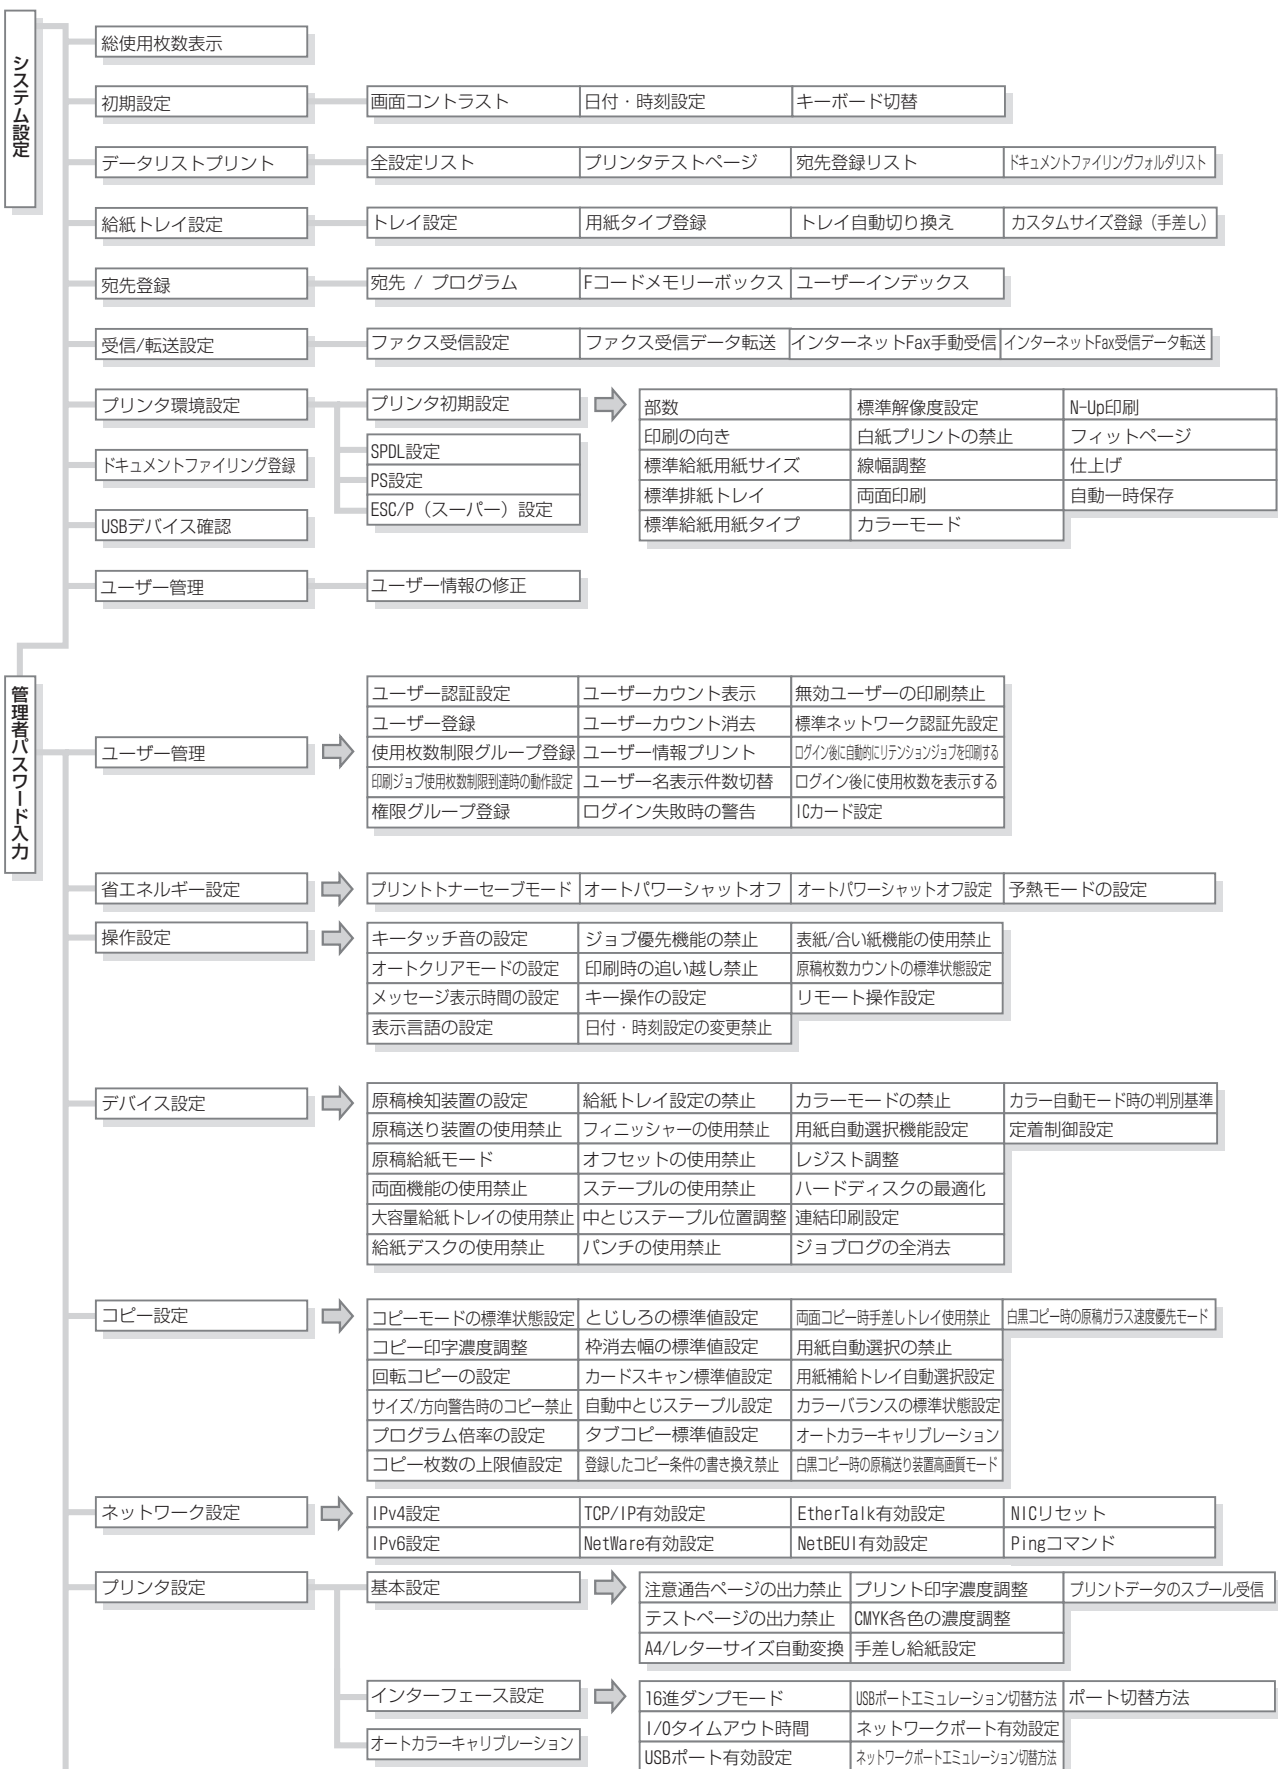 システム設定
総使用枚数表示
初期設定
画面コントラスト 日付・時刻設定 キーボード切替
データリストプリント
全設定リスト プリンタテストページ 宛先登録リスト ドキュメントファイリングフォルダリスト
給紙トレイ設定
トレイ設定 用紙タイプ登録 トレイ自動切り換え カスタムサイズ登録（手差し）
宛先登録
宛先 / プログラム Fコードメモリーボックス ユーザーインデックス
受信/転送設定
ファクス受信設定 ファクス受信データ転送 インターネットFax手動受信 インターネットFax受信データ転送
プリンタ環境設定
プリンタ初期設定
部数 標準解像度設定 N-Up印刷
印刷の向き 白紙プリントの禁止 フィットページ
標準給紙用紙サイズ 線幅調整 仕上げ
標準排紙トレイ 両面印刷 自動一時保存
標準給紙用紙タイプ カラーモード
SPDL設定
PS設定
ESC/P（スーパー）設定
ドキュメントファイリング登録
USBデバイス確認
ユーザー管理
ユーザー情報の修正
管理者パスワード入力
ユーザー管理
ユーザー認証設定 ユーザーカウント表示 無効ユーザーの印刷禁止
ユーザー登録 ユーザーカウント消去 標準ネットワーク認証先設定
使用枚数制限グループ登録 ユーザー情報プリント ログイン後に自動的にリテンションジョブを印刷する
印刷ジョブ使用枚数制限到達時の動作設定 ユーザー名表示件数切替 ログイン後に使用枚数を表示する
権限グループ登録 ログイン失敗時の警告 ICカード設定
省エネルギー設定
プリントトナーセーブモード オートパワーシャットオフ オートパワーシャットオフ設定 予熱モードの設定
操作設定
キータッチ音の設定 ジョブ優先機能の禁止 表紙/合い紙機能の使用禁止
オートクリアモードの設定 印刷時の追い越し禁止 原稿枚数カウントの標準状態設定
メッセージ表示時間の設定 キー操作の設定 リモート操作設定
表示言語の設定 日付・時刻設定の変更禁止
デバイス設定
原稿検知装置の設定 給紙トレイ設定の禁止 カラーモードの禁止 カラー自動モード時の判別基準
原稿送り装置の使用禁止 フィニッシャーの使用禁止 用紙自動選択機能設定 定着制御設定
原稿給紙モード オフセットの使用禁止 レジスト調整
両面機能の使用禁止 ステープルの使用禁止 ハードディスクの最適化
大容量給紙トレイの使用禁止 中とじステープル位置調整 連結印刷設定
給紙デスクの使用禁止 パンチの使用禁止 ジョブログの全消去
コピー設定
コピーモードの標準状態設定 とじしろの標準値設定 両面コピー時手差しトレイ使用禁止 白黒コピー時の原稿ガラス速度優先モード
コピー印字濃度調整 枠消去幅の標準値設定 用紙自動選択の禁止
回転コピーの設定 カードスキャン標準値設定 用紙補給トレイ自動選択設定
サイズ/方向警告時のコピー禁止 自動中とじステープル設定 カラーバランスの標準状態設定
プログラム倍率の設定 タブコピー標準値設定 オートカラーキャリブレーション
コピー枚数の上限値設定 登録したコピー条件の書き換え禁止 白黒コピー時の原稿送り装置高画質モード
ネットワーク設定
IPv4設定 TCP/IP有効設定 EtherTalk有効設定 NICリセット
IPv6設定 NetWare有効設定 NetBEUI有効設定 Pingコマンド
プリンタ設定
基本設定
注意通告ページの出力禁止 プリント印字濃度調整 プリントデータのスプール受信
テストページの出力禁止 CMYK各色の濃度調整
A4/レターサイズ自動変換 手差し給紙設定
インターフェース設定
16進ダンプモード USBポートエミュレーション切替方法 ポート切替方法
I/Oタイムアウト時間 ネットワークポート有効設定
USBポート有効設定 ネットワークポートエミュレーション切替方法
オートカラーキャリブレーション